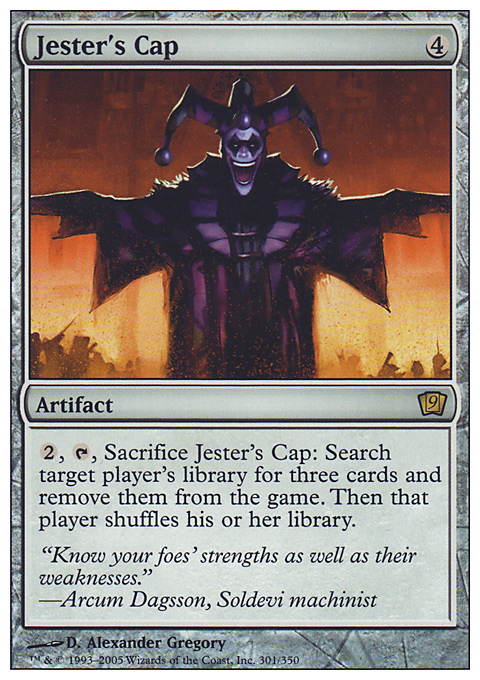 Jester's Cap 4
Artifact 9
2, , Sacrifice Jester's Cap: Search
target player's library for three cards and
remove them from the game. Then that
player shuffles his or her library.
“Know your foes’ strengths as well as their
weaknesses.”
—Arcum Dagsson, Soldevi machinist
D. Alexander Gregory
™ & © 1993–2005 Wizards of the Coast, Inc. 301/350